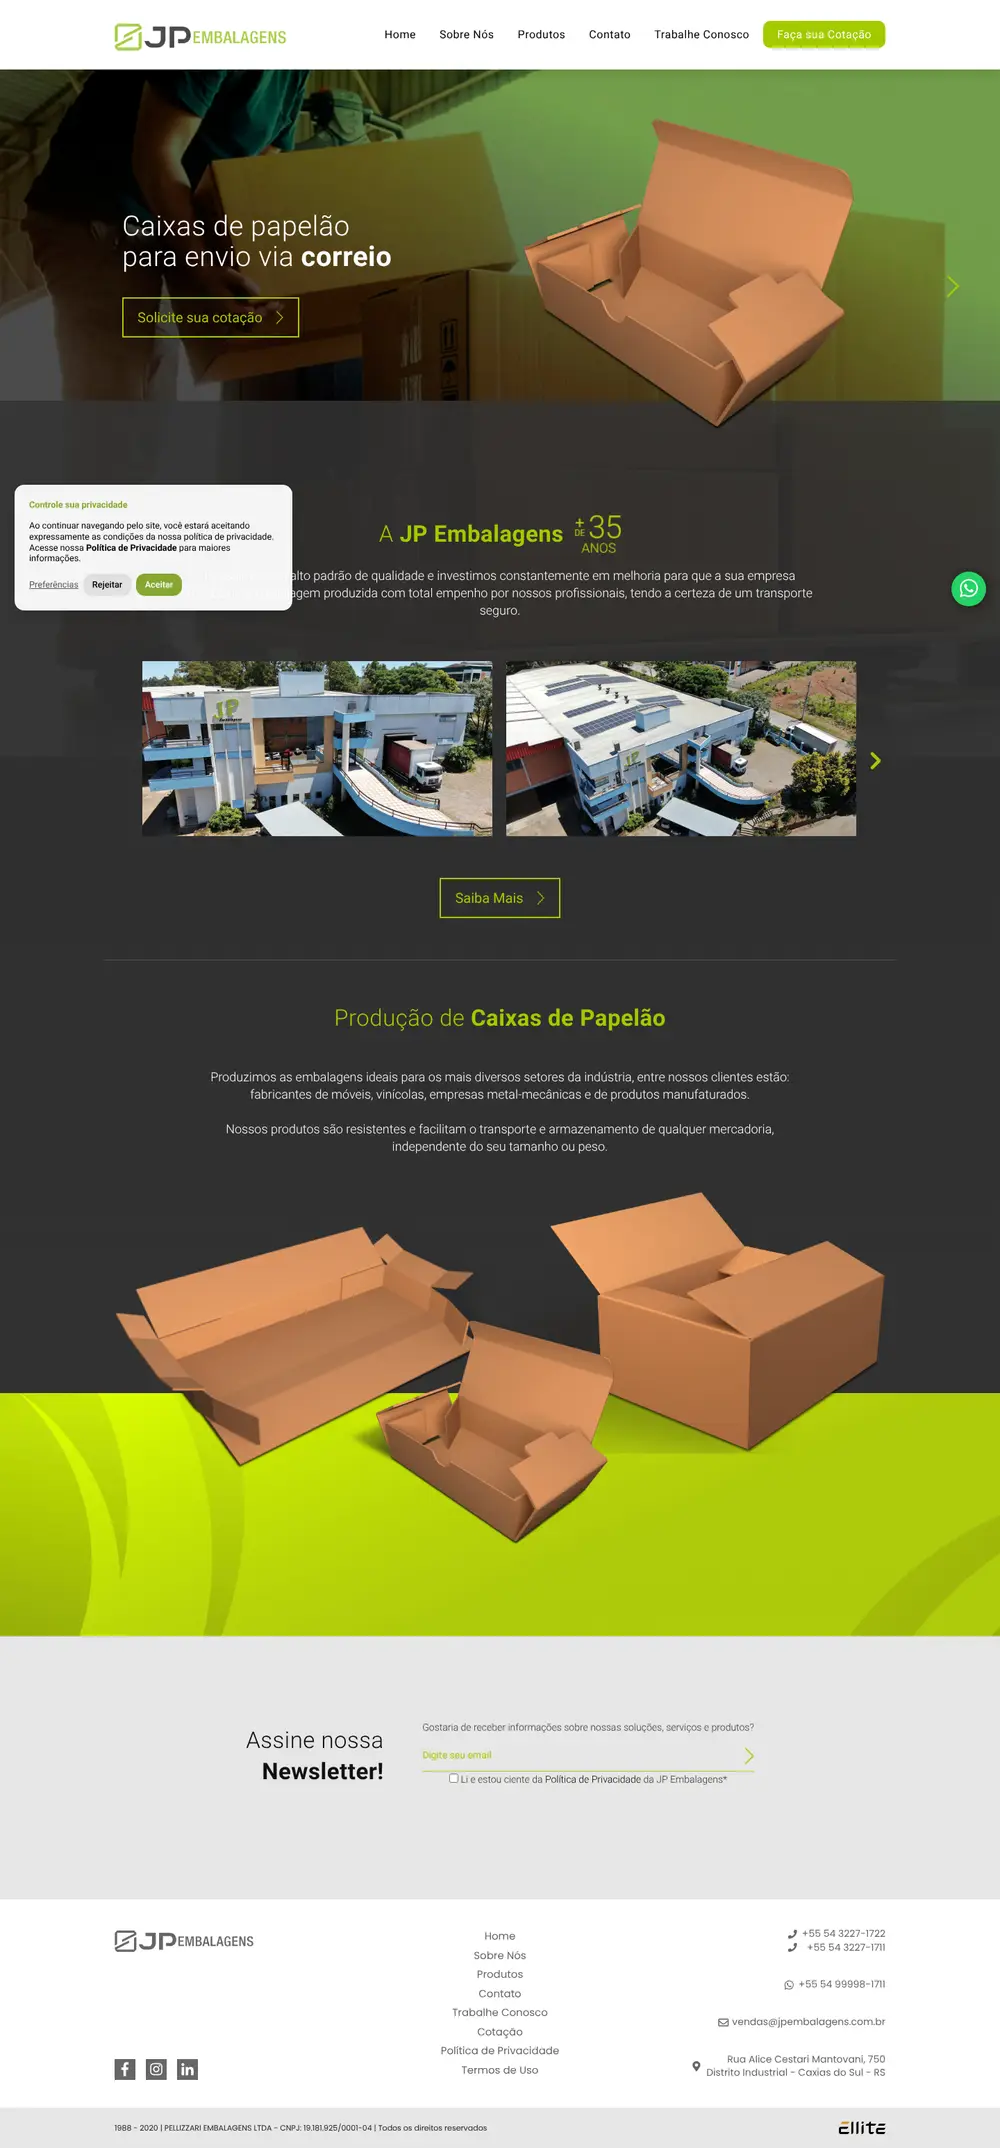 JP EMBALAGENS
Home Sobre Nós Produtos Contato Trabalhe Conosco Faça sua Cotação
Caixas de papelão
para envio via correio
Solicite sua cotação
Controle sua privacidade
Ao continuar navegando pelo site, você estará aceitando
expressamente as condições da nossa política de privacidade.
Acesse nossa Política de Privacidade para maiores
informações.
Preferências Rejeitar Aceitar
A JP Embalagens + DE 35 ANOS
alto padrão de qualidade e investimos constantemente em melhoria para que a sua empresa
produzida com total empenho por nossos profissionais, tendo a certeza de um transporte
seguro.
JP
JP
Saiba Mais
Produção de Caixas de Papelão
Produzimos as embalagens ideais para os mais diversos setores da indústria, entre nossos clientes estão:
fabricantes de móveis, vinícolas, empresas metal-mecânicas e de produtos manufaturados.
Nossos produtos são resistentes e facilitam o transporte e armazenamento de qualquer mercadoria,
independente do seu tamanho ou peso.
Assine nossa
Newsletter!
Gostaria de receber informações sobre nossas soluções, serviços e produtos?
Digite seu email
Li e estou ciente da Política de Privacidade da JP Embalagens*
JP EMBALAGENS
Home
Sobre Nós
Produtos
Contato
Trabalhe Conosco
Cotação
Política de Privacidade
Termos de Uso
+55 54 3227-1722
+55 54 3227-1711
+55 54 99998-1711
vendas@jpembalagens.com.br
Rua Alice Cestari Mantovani, 750
Distrito Industrial - Caxias do Sul - RS
1988 - 2020 | PELLIZZARI EMBALAGENS LTDA - CNPJ: 19.181.925/0001-04 | Todos os direitos reservados
Ellite